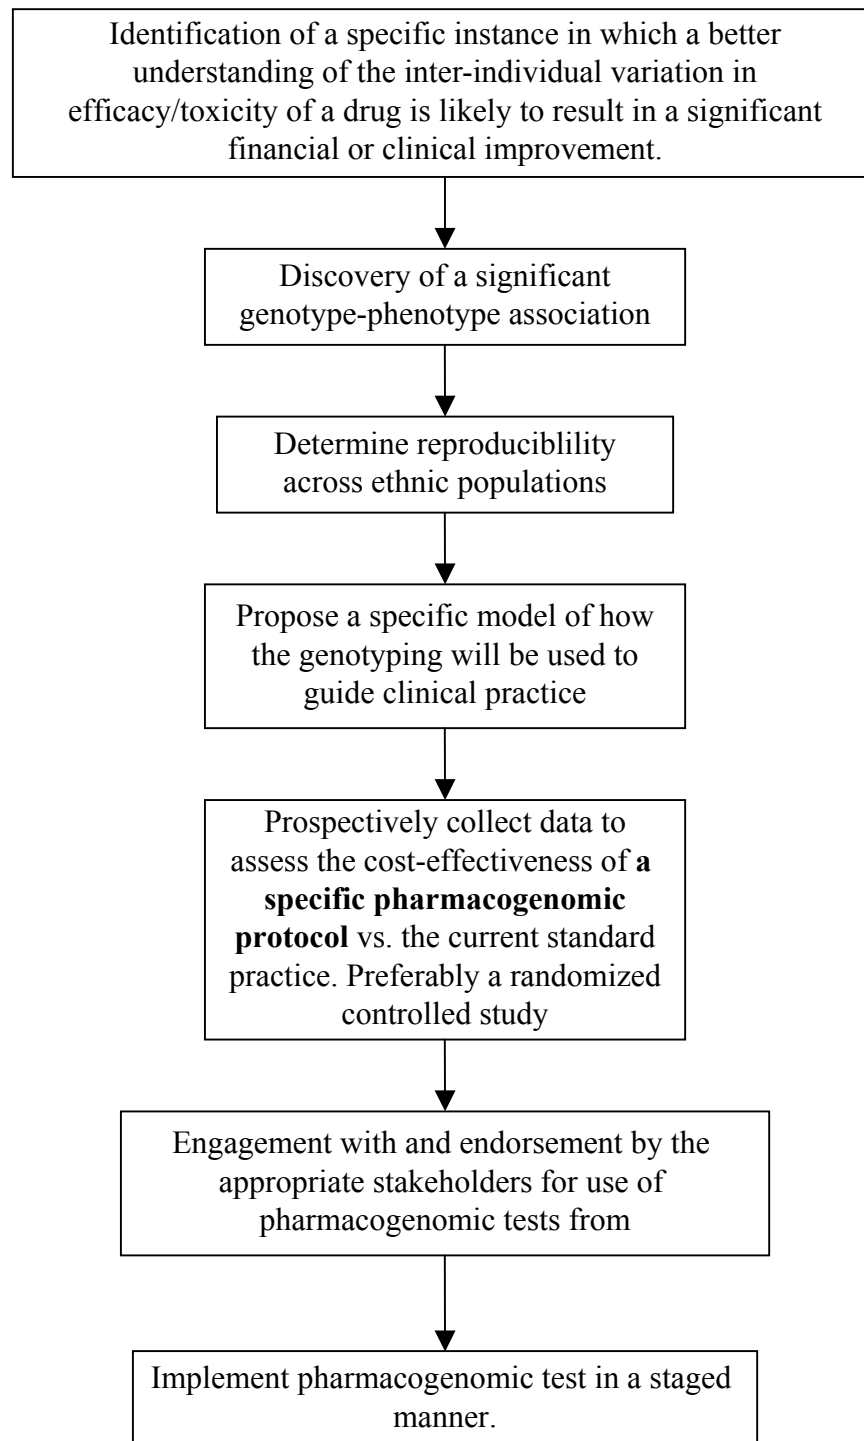 Identification of a specific instance in which a better
understanding of the inter-individual variation in
efficacy/toxicity of a drug is likely to result in a significant
financial or clinical improvement.
Discovery of a significant
genotype-phenotype association
Determine reproduciblility
across ethnic populations
Propose a specific model of how
the genotyping will be used to
guide clinical practice
Prospectively collect data to
assess the cost-effectiveness of a
specific pharmacogenomic
protocol vs. the current standard
practice. Preferably a randomized
controlled study
Engagement with and endorsement by the
appropriate stakeholders for use of
pharmacogenomic tests from
Implement pharmacogenomic test in a staged
manner.